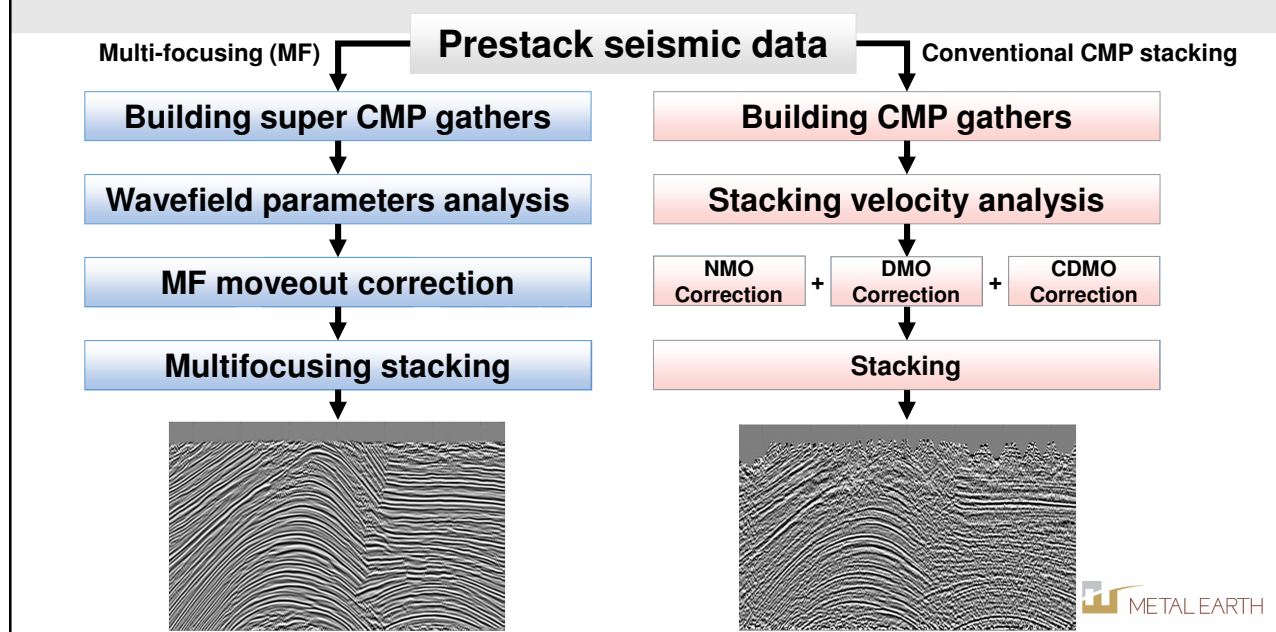 Prestack seismic data
Multi-focusing (MF)
Conventional CMP stacking
Building super CMP gathers
Wavefield parameters analysis
MF moveout correction
Multifocusing stacking
Building CMP gathers
Stacking velocity analysis
NMO
Correction
+
DMO
Correction
+
CDMO
Correction
Stacking
METAL EARTH